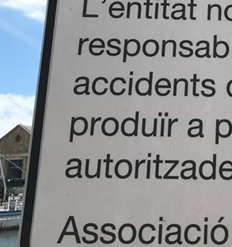 L'entitat no
responsab
accidents
produïr a p
autoritzade
Associació